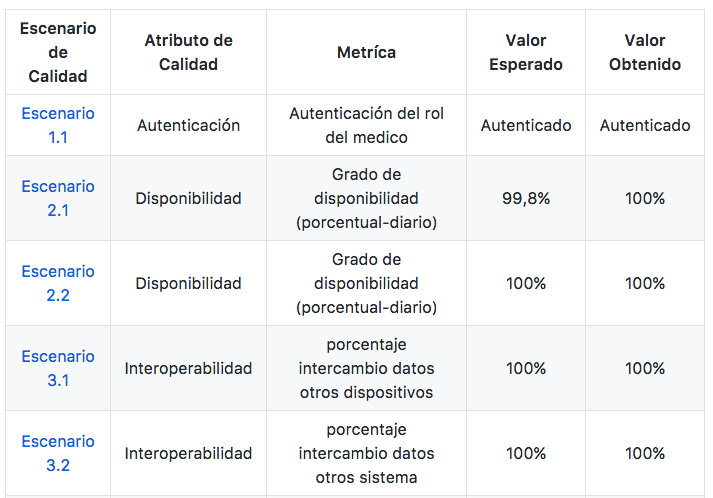 Escenario de Calidad | Atributo de Calidad | Metríca | Valor Esperado | Valor Obtenido
Escenario 1.1 | Autenticación | Autenticación del rol del medico | Autenticado | Autenticado
Escenario 2.1 | Disponibilidad | Grado de disponibilidad (porcentual-diario) | 99,8% | 100%
Escenario 2.2 | Disponibilidad | Grado de disponibilidad (porcentual-diario) | 100% | 100%
Escenario 3.1 | Interoperabilidad | porcentaje intercambio datos otros dispositivos | 100% | 100%
Escenario 3.2 | Interoperabilidad | porcentaje intercambio datos otros sistema | 100% | 100%